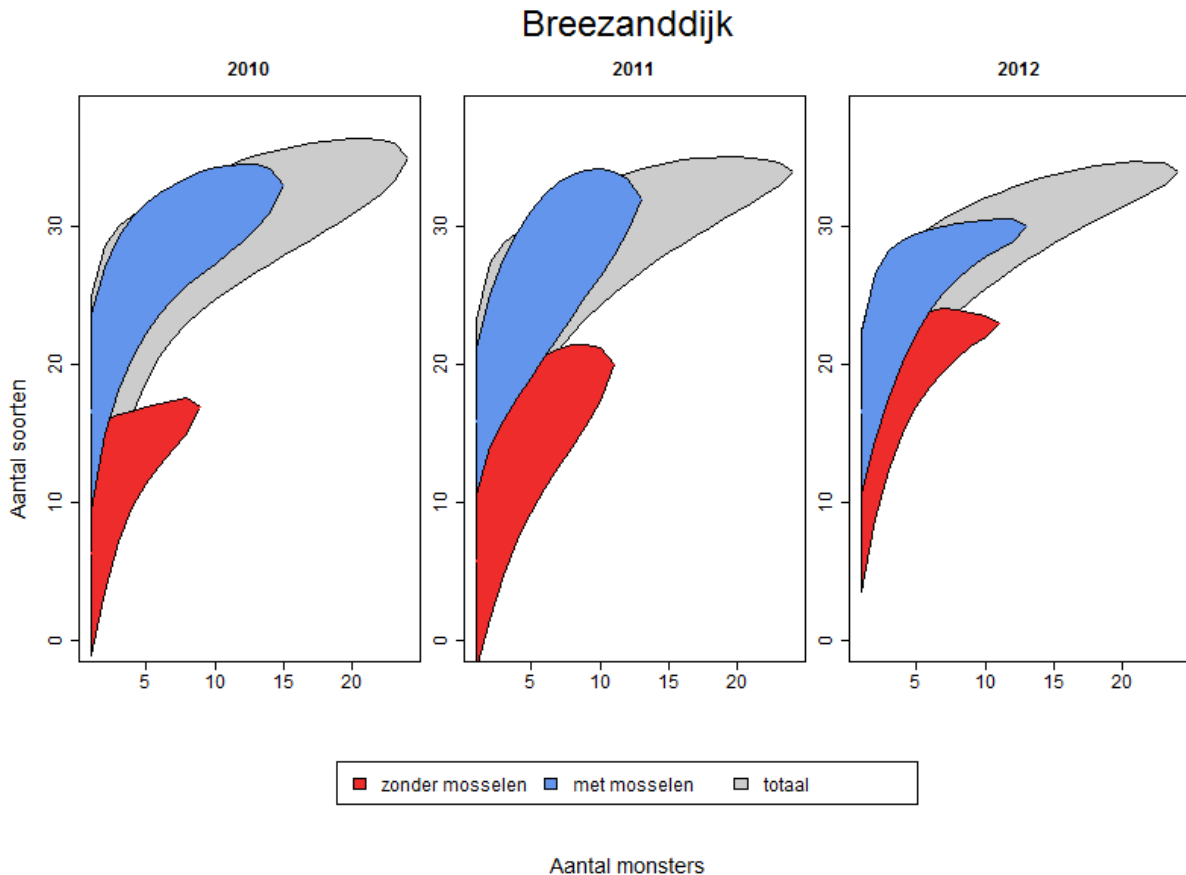 Breezanddijk
2010 2011 2012
Aantal soorten
0 10 20 30
5 10 15 20
0 10 20 30
5 10 15 20
0 10 20 30
5 10 15 20
zonder mosselen met mosselen totaal
Aantal monsters